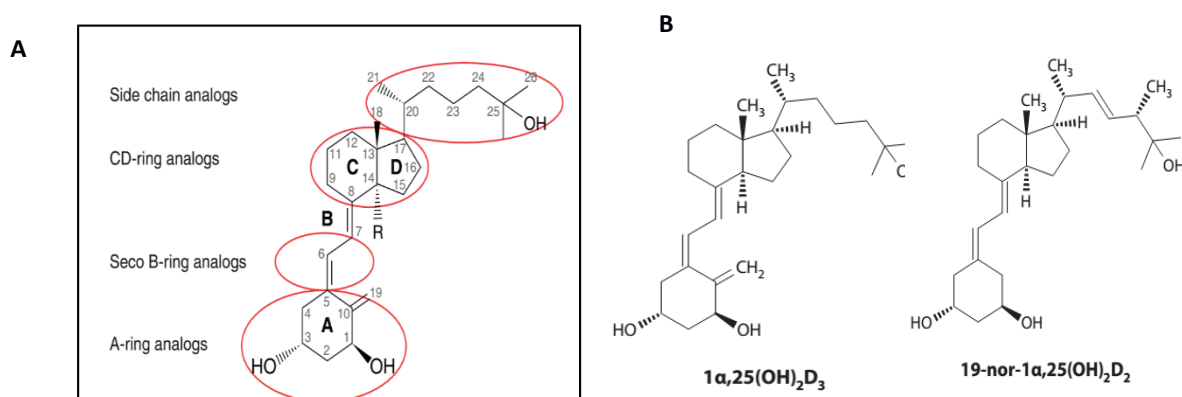 A
B
Side chain analogs
CD-ring analogs
Seco B-ring analogs
A-ring analogs
21
22
24
26
20
23
25
OH
18
12
17
11
13
C
D
16
9
14
15
8
B
R
7
6
5
19
4
A
10
3
2
1
HO
OH
CH3
CH3
H
H
CH2
HO
OH
1α,25(OH)2D3
CH3
CH3
CH3
H
OH
H
HO
OH
19-nor-1α,25(OH)2D2